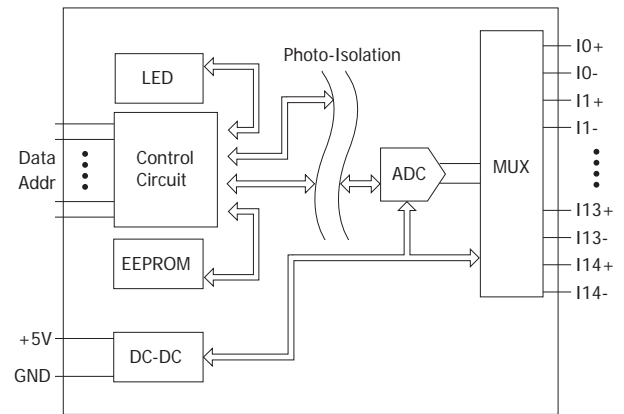 Photo-Isolation
LED
Control
Circuit
Data
Addr
EEPROM
DC-DC
+5V
GND
ADC
MUX
I0+
I0-
I1+
I1-
I13+
I13-
I14+
I14-